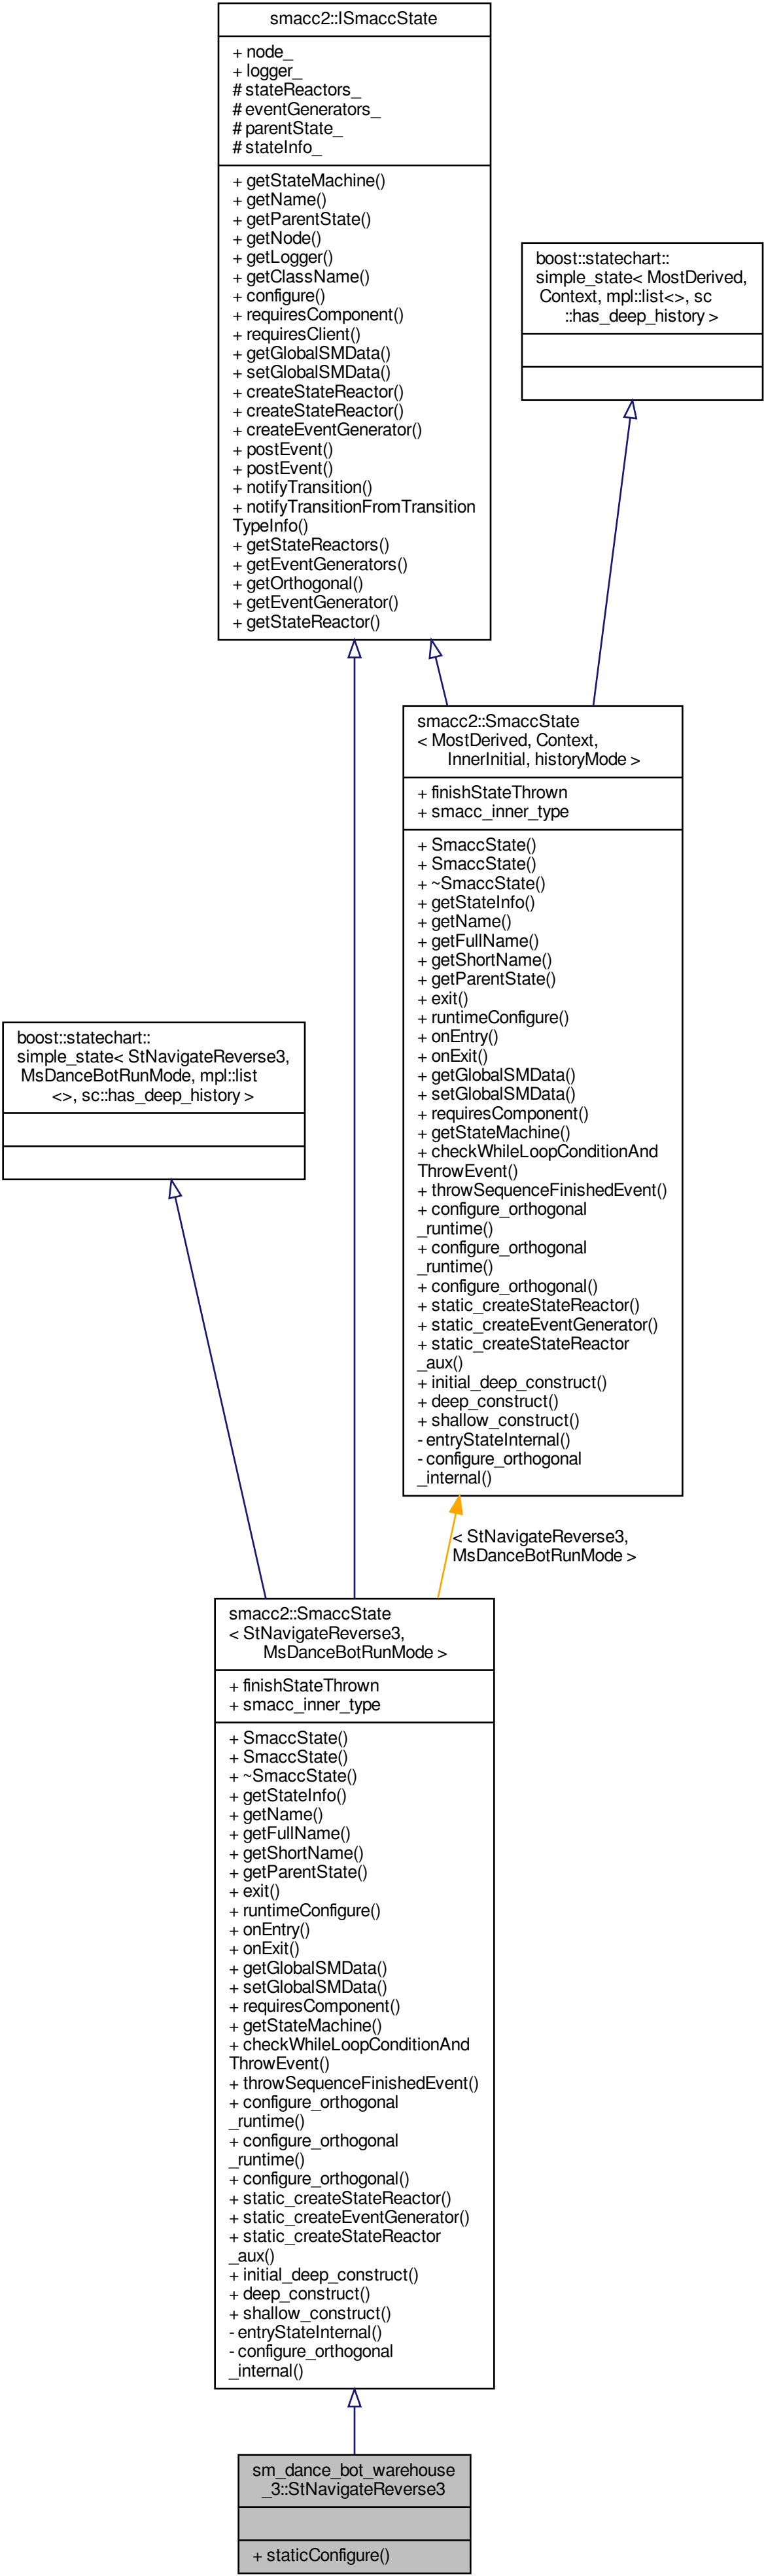 smacc2::ISmaccState
+ node_
+ logger_
# stateReactors_
# eventGenerators_
# parentState_
# stateInfo_
+ getStateMachine()
+ getName()
+ getParentState()
+ getNode()
+ getLogger()
+ getClassName()
+ configure()
+ requiresComponent()
+ requiresClient()
+ getGlobalSMData()
+ setGlobalSMData()
+ createStateReactor()
+ createStateReactor()
+ createEventGenerator()
+ postEvent()
+ postEvent()
+ notifyTransition()
+ notifyTransitionFromTransition
TypeInfo()
+ getStateReactors()
+ getEventGenerators()
+ getOrthogonal()
+ getEventGenerator()
+ getStateReactor()
boost::statechart::
simple_state< MostDerived,
Context, mpl::list<>, sc
::has_deep_history >
smacc2::SmaccState
< MostDerived, Context,
InnerInitial, historyMode >
+ finishStateThrown
+ smacc_inner_type
+ SmaccState()
+ SmaccState()
+ ~SmaccState()
+ getStateInfo()
+ getName()
+ getFullName()
+ getShortName()
+ getParentState()
+ exit()
+ runtimeConfigure()
+ onEntry()
+ onExit()
+ getGlobalSMData()
+ setGlobalSMData()
+ requiresComponent()
+ getStateMachine()
+ checkWhileLoopConditionAnd
ThrowEvent()
+ throwSequenceFinishedEvent()
+ configure_orthogonal
_runtime()
+ configure_orthogonal
_runtime()
+ configure_orthogonal()
+ static_createStateReactor()
+ static_createEventGenerator()
+ static_createStateReactor
_aux()
+ initial_deep_construct()
+ deep_construct()
+ shallow_construct()
- entryStateInternal()
- configure_orthogonal
_internal()
boost::statechart::
simple_state< StNavigateReverse3,
MsDanceBotRunMode, mpl::list
<>, sc::has_deep_history >
< StNavigateReverse3,
MsDanceBotRunMode >
smacc2::SmaccState
< StNavigateReverse3,
MsDanceBotRunMode >
+ finishStateThrown
+ smacc_inner_type
+ SmaccState()
+ SmaccState()
+ ~SmaccState()
+ getStateInfo()
+ getName()
+ getFullName()
+ getShortName()
+ getParentState()
+ exit()
+ runtimeConfigure()
+ onEntry()
+ onExit()
+ getGlobalSMData()
+ setGlobalSMData()
+ requiresComponent()
+ getStateMachine()
+ checkWhileLoopConditionAnd
ThrowEvent()
+ throwSequenceFinishedEvent()
+ configure_orthogonal
_runtime()
+ configure_orthogonal
_runtime()
+ configure_orthogonal()
+ static_createStateReactor()
+ static_createEventGenerator()
+ static_createStateReactor
_aux()
+ initial_deep_construct()
+ deep_construct()
+ shallow_construct()
- entryStateInternal()
- configure_orthogonal
_internal()
sm_dance_bot_warehouse
_3::StNavigateReverse3
+ staticConfigure()